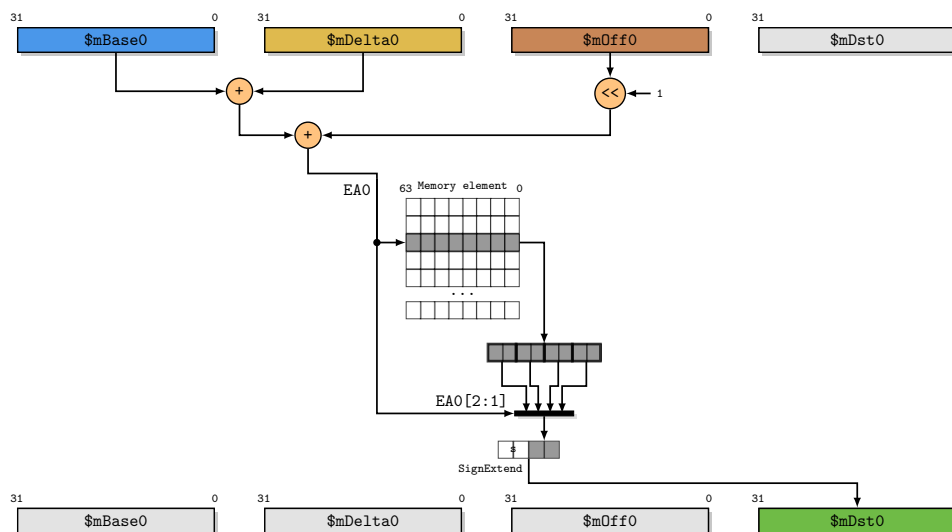 31 0 31 0 31 0 31
$mBase0 $mDelta0 $mOff0 $mDst0
+ << 1
+
EA0 63 Memory element 0
...
EA0[2:1]
s
SignExtend
31 0 31 0 31 0 31
$mBase0 $mDelta0 $mOff0 $mDst0